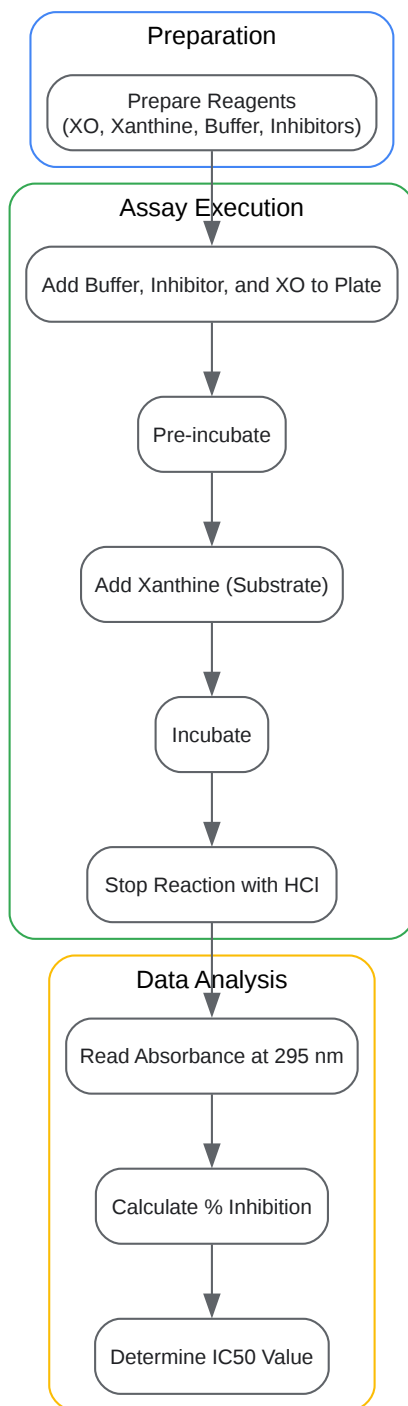 Preparation
Prepare Reagents
(XO, Xanthine, Buffer, Inhibitors)
Assay Execution
Add Buffer, Inhibitor, and XO to Plate
Pre-incubate
Add Xanthine (Substrate)
Incubate
Stop Reaction with HCl
Data Analysis
Read Absorbance at 295 nm
Calculate % Inhibition
Determine IC50 Value